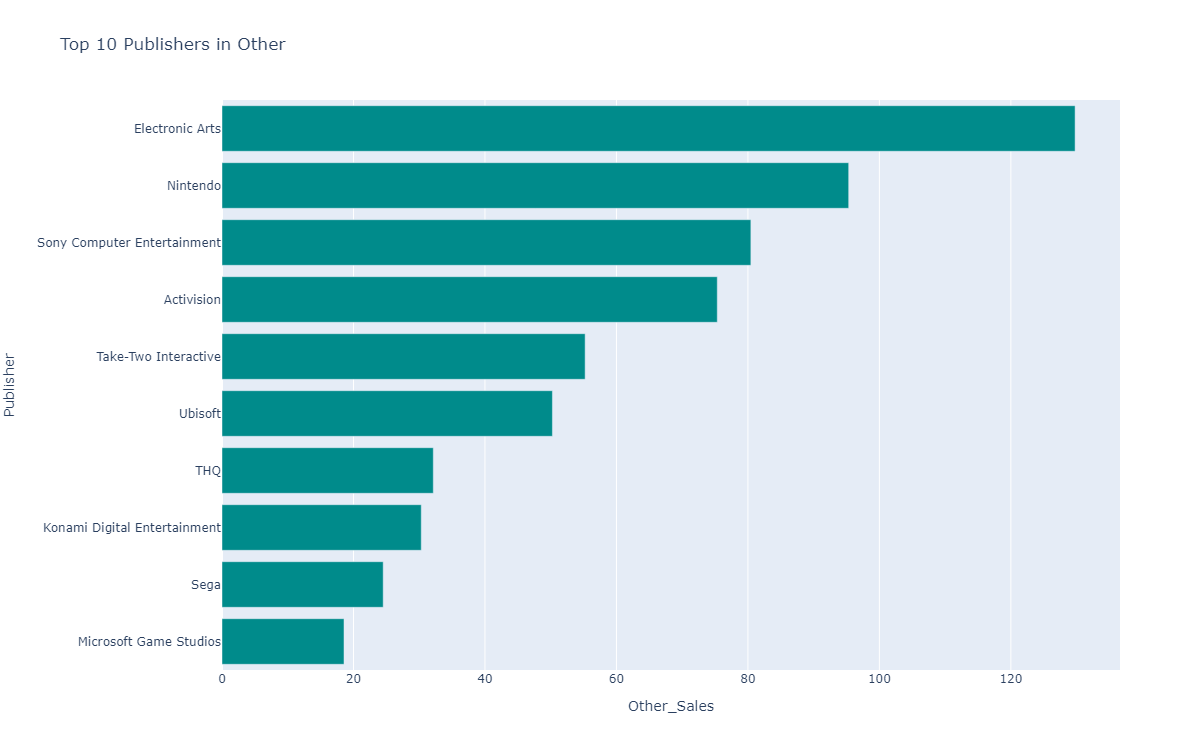 Top 10 Publishers in Other
Electronic Arts
Nintendo
Sony Computer Entertainment
Activision
Take-Two Interactive
Ubisoft
THQ
Konami Digital Entertainment
Sega
Microsoft Game Studios
Publisher
0 20 40 60 80 100 120
Other_Sales